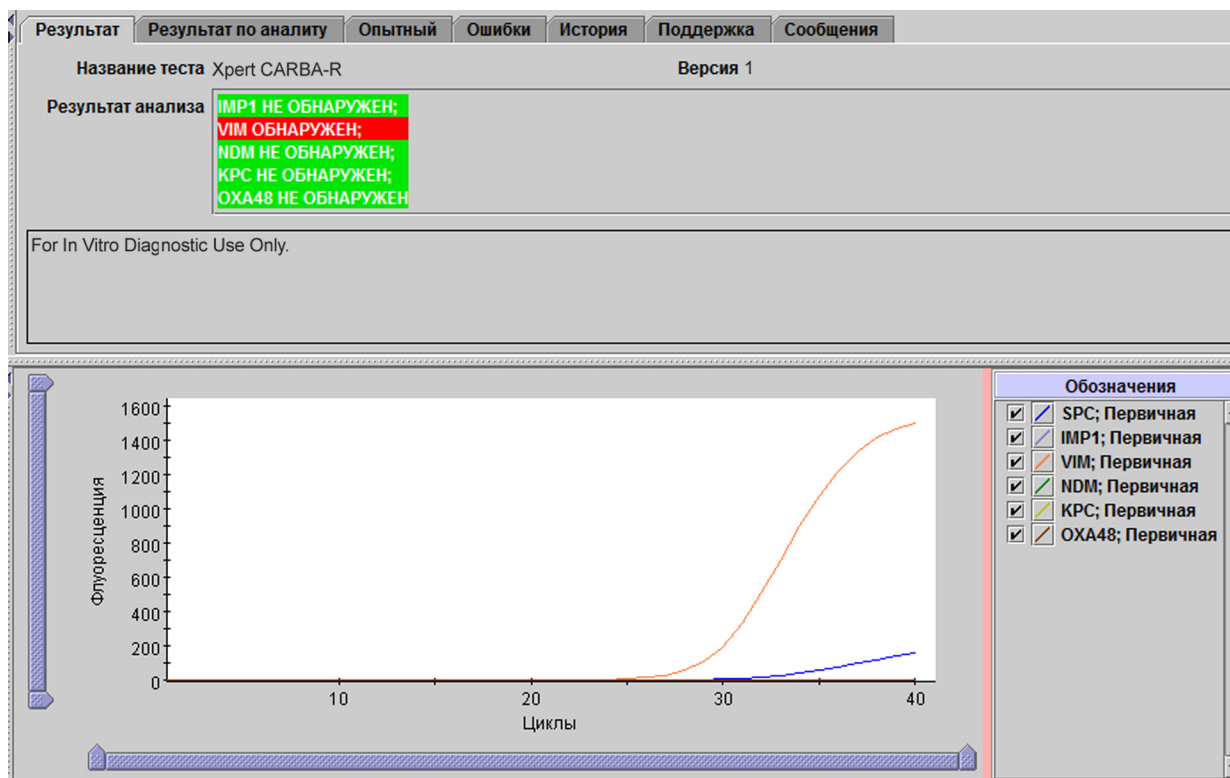 Результат Результат по аналиту Опытный Ошибки История Поддержка Сообщения
Название теста Xpert CARBA-R Версия 1
Результат анализа
IMP1 НЕ ОБНАРУЖЕН;
VIM ОБНАРУЖЕН;
NDM НЕ ОБНАРУЖЕН;
KPC НЕ ОБНАРУЖЕН;
OXA48 НЕ ОБНАРУЖЕН
For In Vitro Diagnostic Use Only.
Флуоресценция
1600
1400
1200
1000
800
600
400
200
0
10 20 30 40
Циклы
Обозначения
SPC; Первичная
IMP1; Первичная
VIM; Первичная
NDM; Первичная
KPC; Первичная
OXA48; Первичная